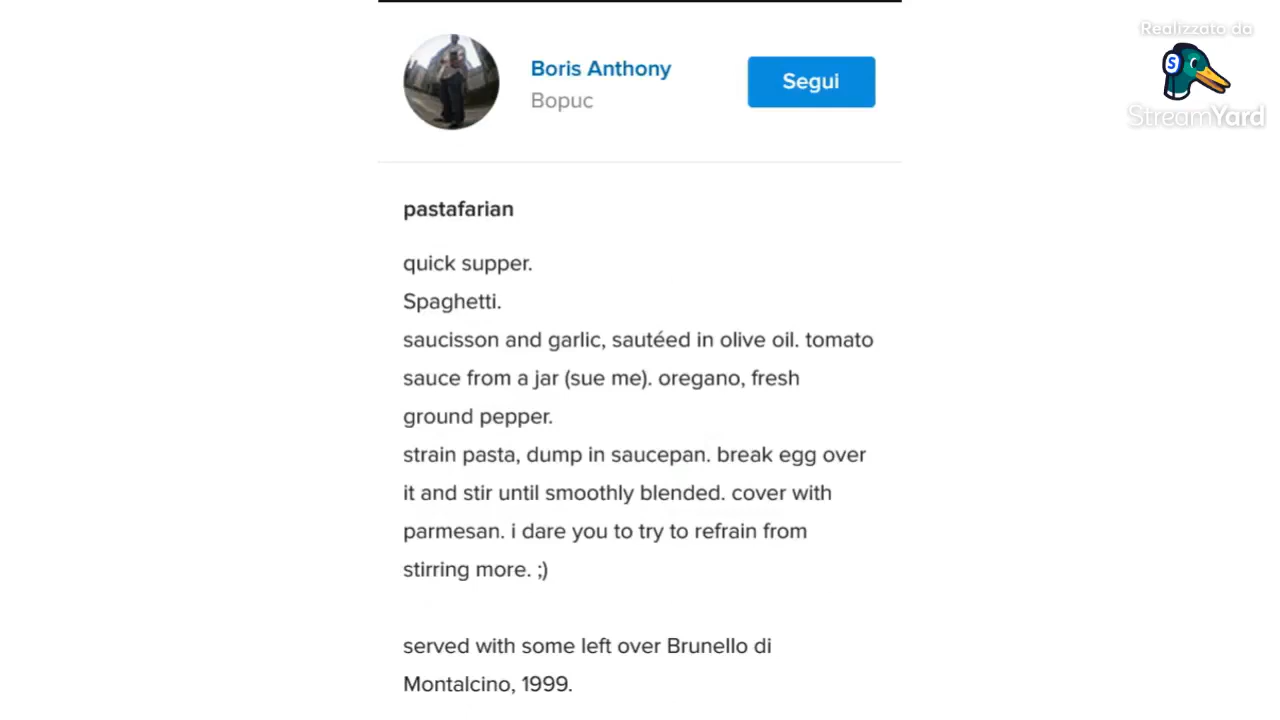 Realizzato da
StreamYard
Boris Anthony
Bopuc
Segui
pastafarian
quick supper.
Spaghetti.
saucisson and garlic, sautéed in olive oil. tomato
sauce from a jar (sue me). oregano, fresh
ground pepper.
strain pasta, dump in saucepan. break egg over
it and stir until smoothly blended. cover with
parmesan. i dare you to try to refrain from
stirring more. ;)
served with some left over Brunello di
Montalcino, 1999.